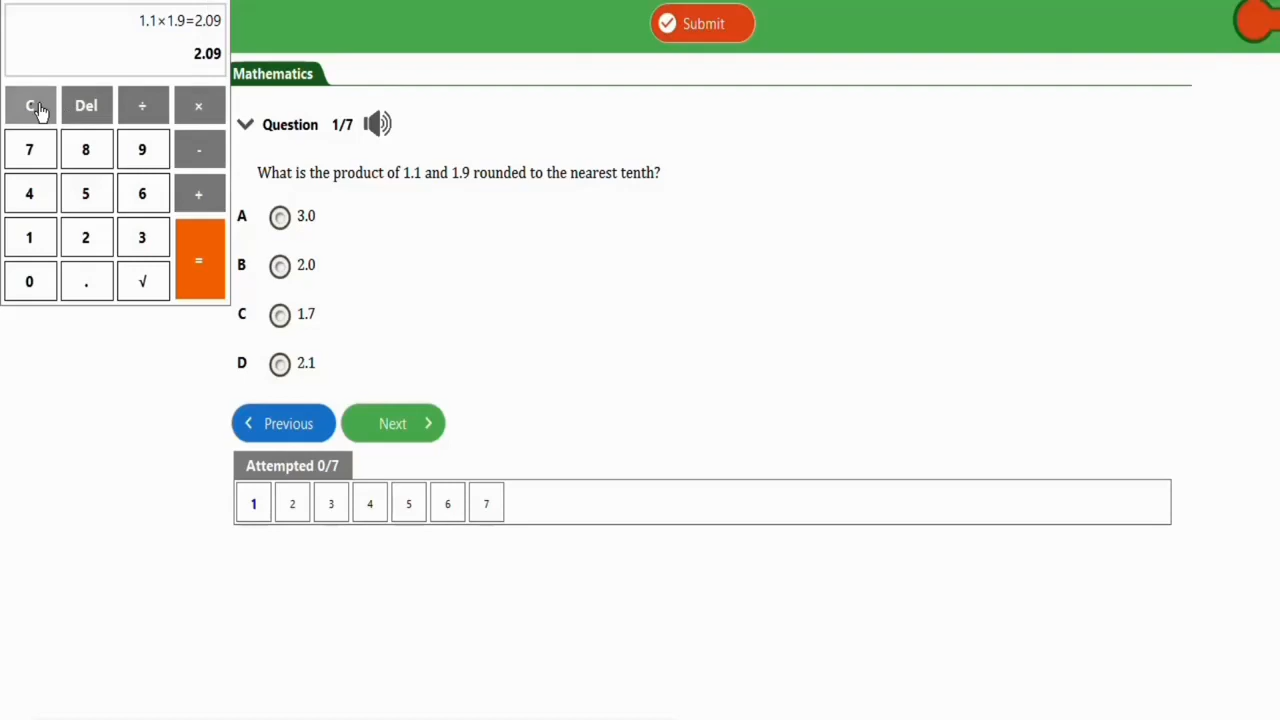 1.1×1.9=2.09
2.09
C Del ÷ ×
7 8 9 -
4 5 6 +
1 2 3 =
0 . √
Submit
Mathematics
Question 1/7
What is the product of 1.1 and 1.9 rounded to the nearest tenth?
A 3.0
B 2.0
C 1.7
D 2.1
Previous Next
Attempted 0/7
1 2 3 4 5 6 7